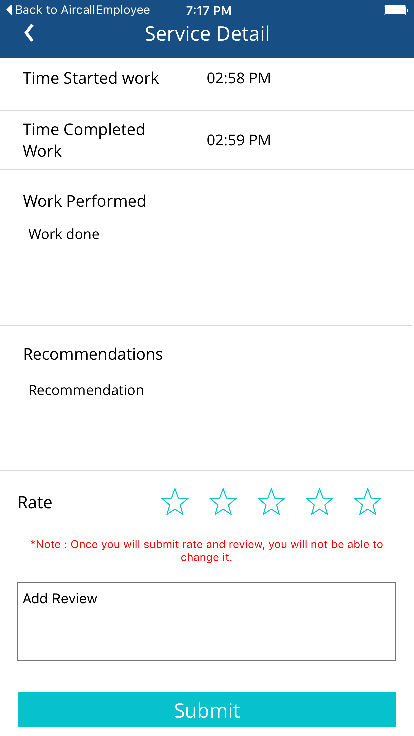 Back to AircallEmployee 7:17 PM
Service Detail
Time Started work 02:58 PM
Time Completed
Work 02:59 PM
Work Performed
Work done
Recommendations
Recommendation
Rate
*Note : Once you will submit rate and review, you will not be able to
change it.
Add Review
Submit